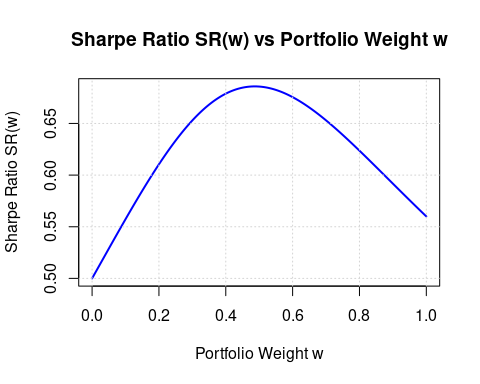 Sharpe Ratio SR(w) vs Portfolio Weight w
Sharpe Ratio SR(w)
0.65
0.60
0.55
0.50
0.0 0.2 0.4 0.6 0.8 1.0
Portfolio Weight w